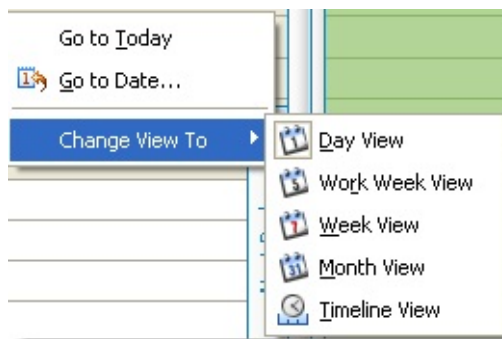 Go to Today
Go to Date...
Change View To
Day View
Work Week View
Week View
Month View
Timeline View